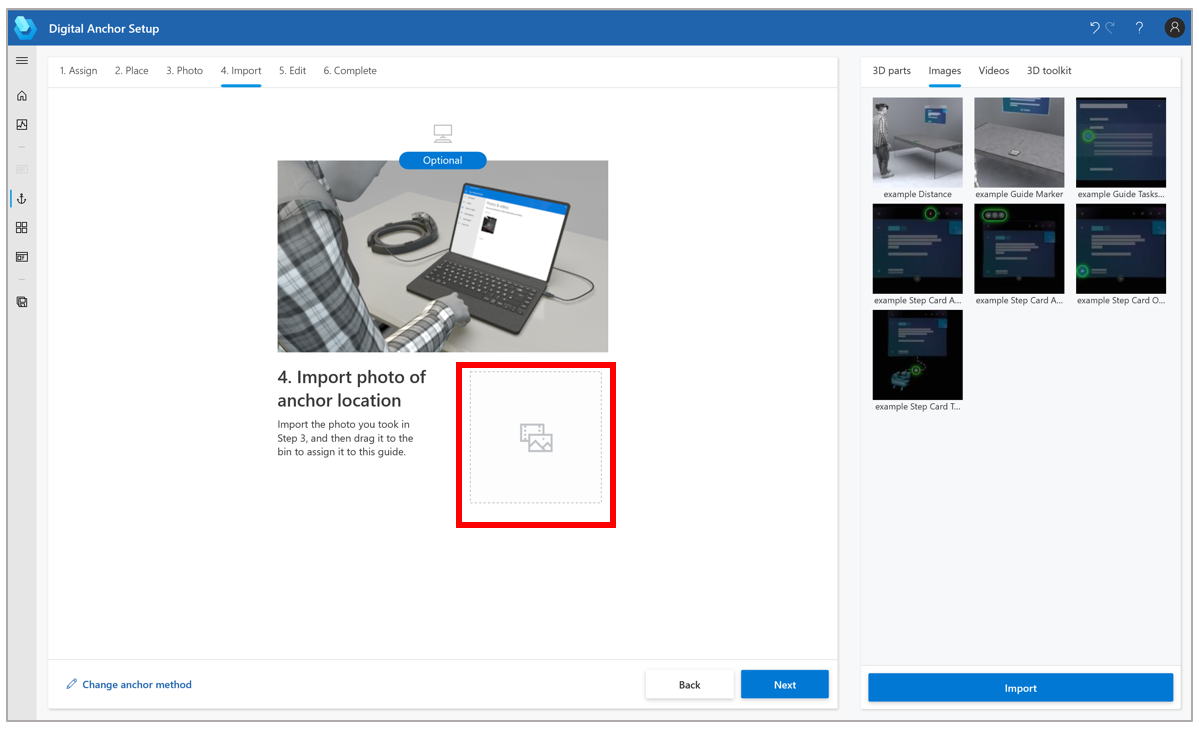 Digital Anchor Setup
?
1. Assign
2. Place
3. Photo
4. Import
5. Edit
6. Complete
Optional
4. Import photo of
anchor location
Import the photo you took in
Step 3, and then drag it to the
bin to assign it to this guide.
Change anchor method
Back
Next
3D parts
Images
Videos
3D toolkit
example Distance
example Guide Marker
example Guide Tasks...
example Step Card A...
example Step Card A...
example Step Card O...
example Step Card T...
Import